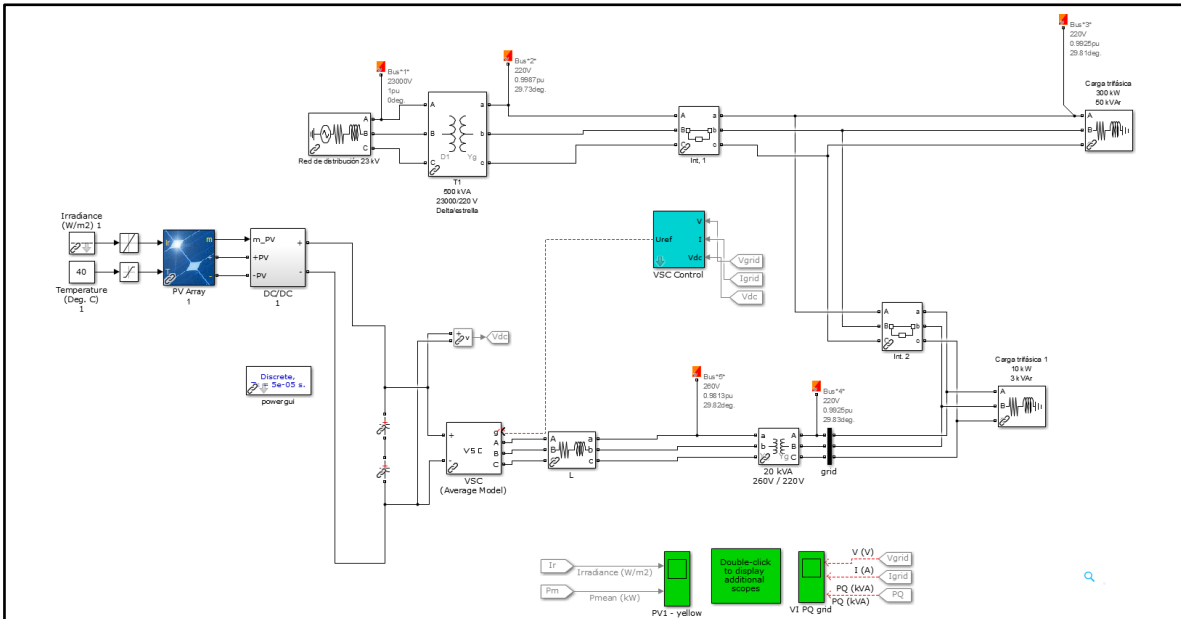 Bus"1"
23000V
1pu
0deg.
Bus"2"
220V
0.9987pu
29.73deg.
Bus"3"
220V
0.9925pu
29.81deg.
Carga trifásica
300 kW
50 kVAr
A
B
C
Red de distribución 23 kV
A
B
C
a
b
c
D1
Yg
T1
500 kVA
23000/220 V
Delta/estrella
A
B
C
a
b
c
Int, 1
A
B
C
Irradiance
(W/m2) 1
40
Temperature
(Deg. C)
1
m
+
-
PV Array
1
m_PV
+PV
-PV
+
-
DC/DC
1
Uref
V
I
Vdc
VSC Control
Vgrid
Igrid
Vdc
+
-
v
Vdc
Discrete,
5e-05 s.
powergui
A
B
C
a
b
c
Int. 2
Carga trifásica 1
10 kW
3 kVAr
A
B
C
Bus"5"
260V
0.9813pu
29.82deg.
Bus"4"
220V
0.9925pu
29.83deg.
+
-
VSC
g
A
B
C
VSC
(Average Model)
A
B
C
a
b
c
L
a
b
A
B
C
Yg
20 kVA
260V / 220V
grid
Ir
Irradiance (W/m2)
Pm
Pmean (kW)
PV1 - yellow
Double-click
to display
additional
scopes
VI PQ grid
V (V)
Vgrid
I (A)
Igrid
PQ (kVA)
PQ (kVA)
PQ